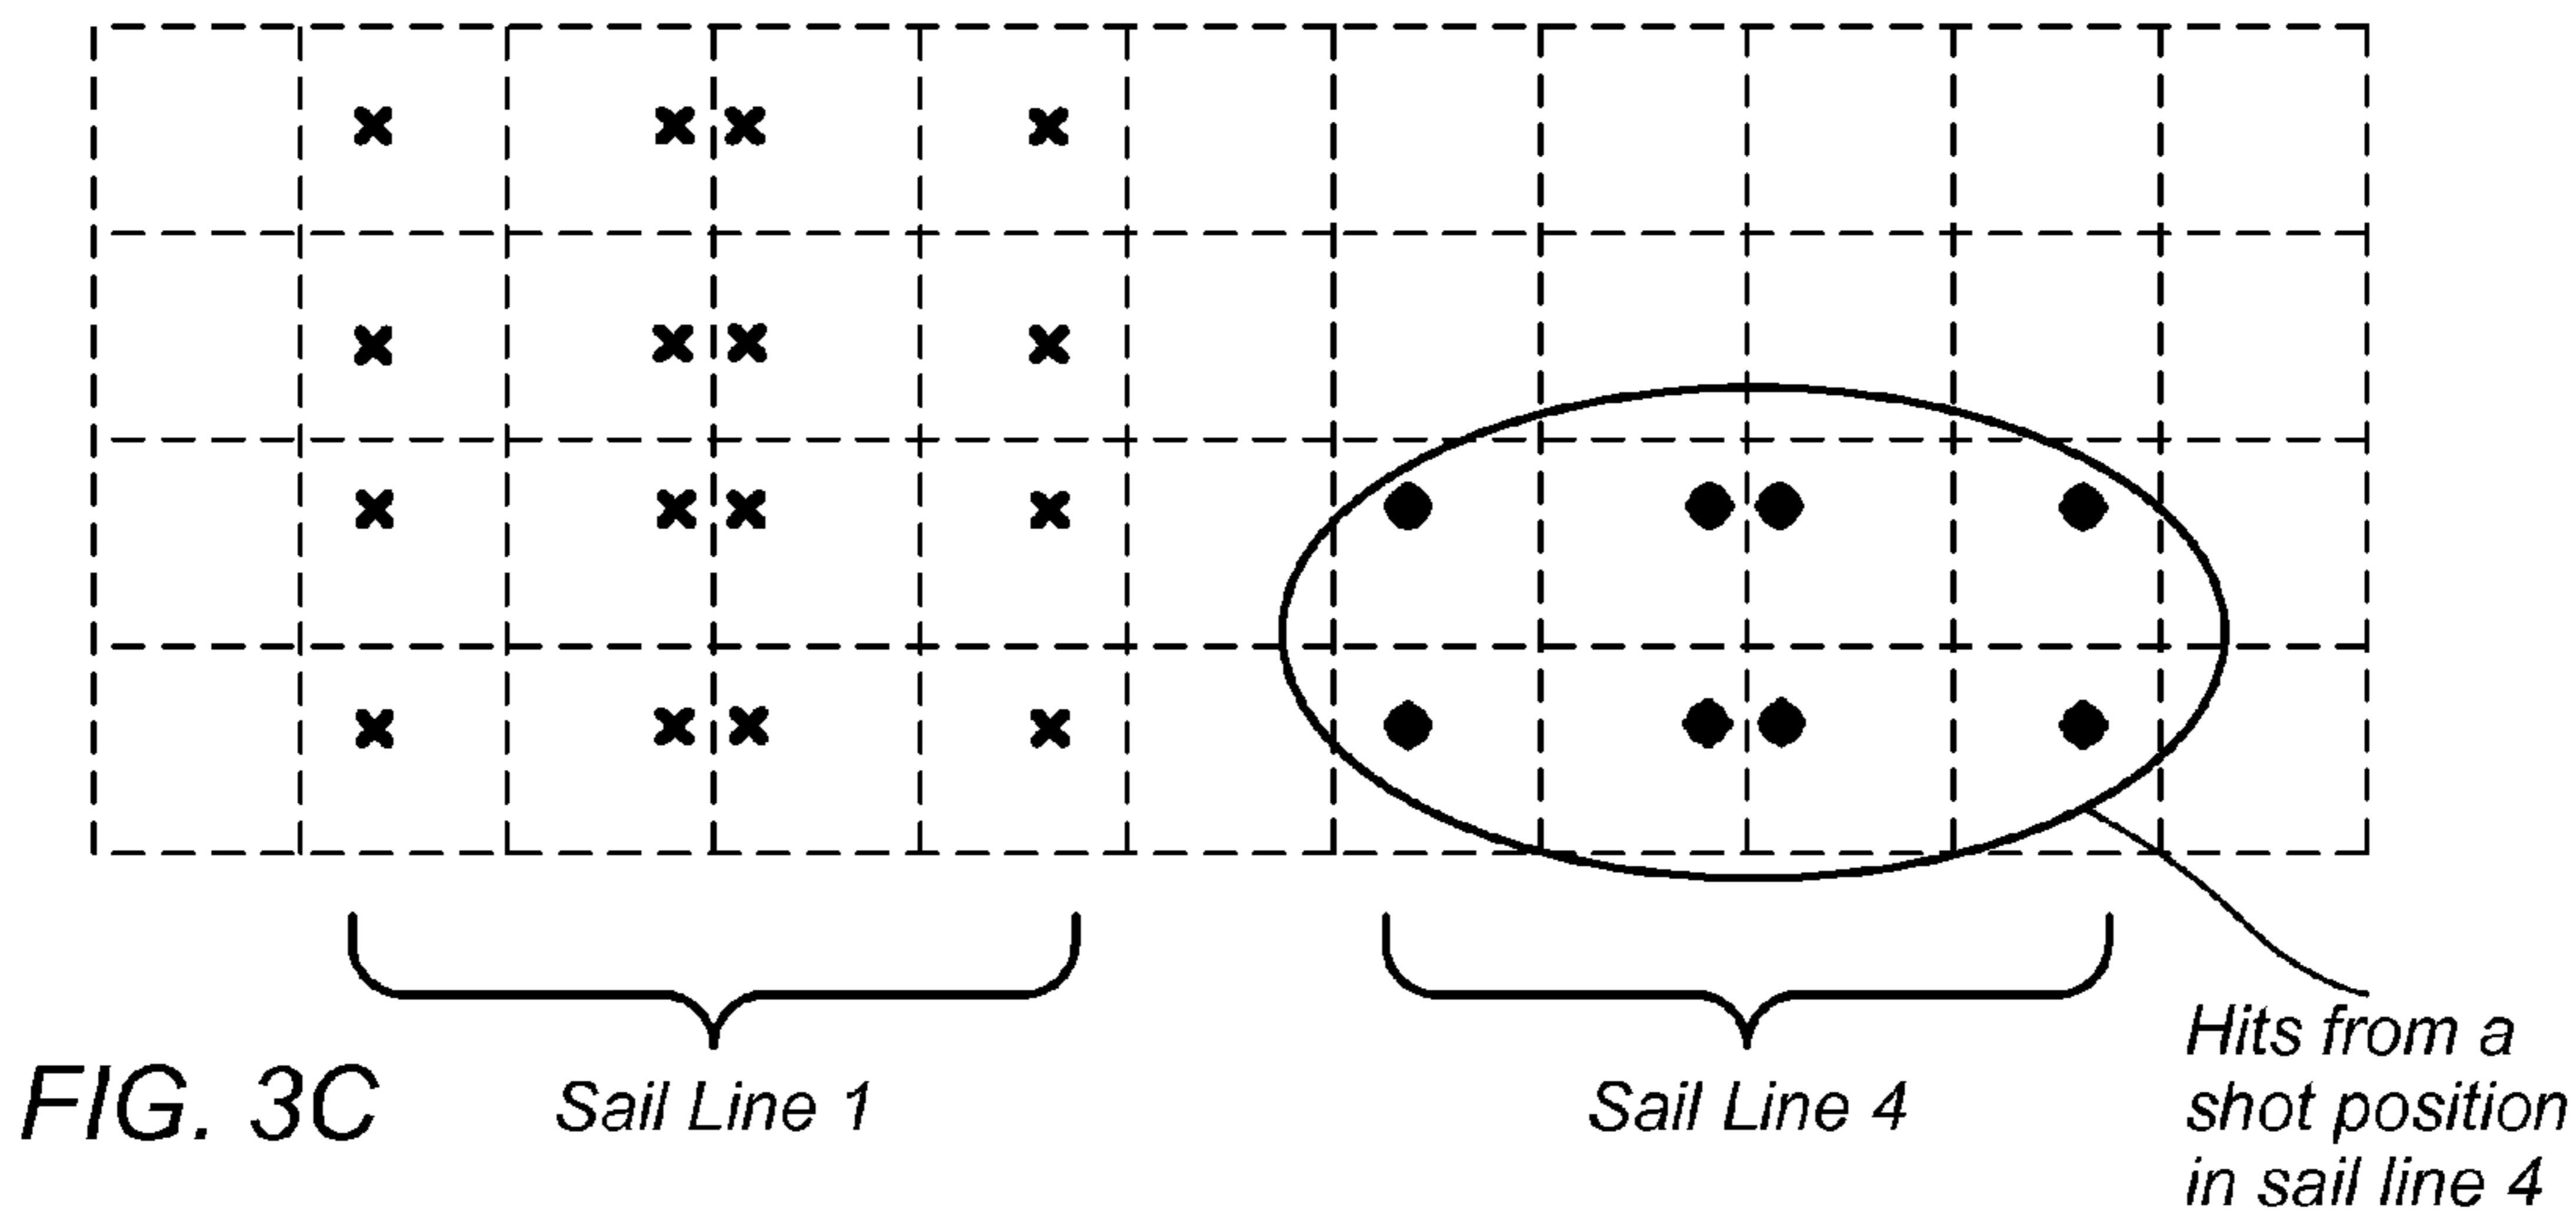 FIG. 3C
Sail Line 1
Sail Line 4
Hits from a
shot position
in sail line 4